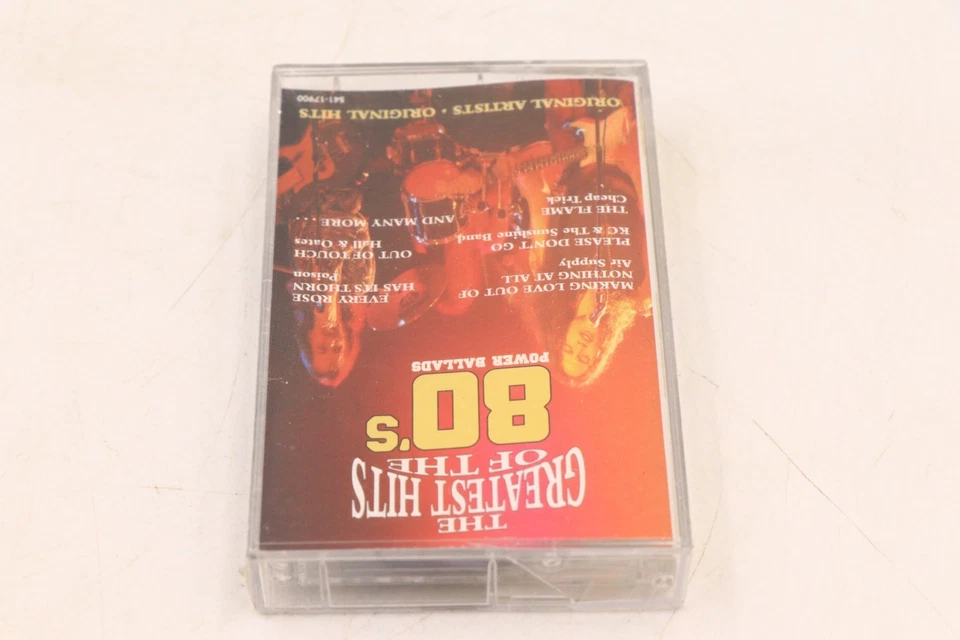 THE
GREATEST HITS
OF THE
80's
POWER BALLADS
MAKING LOVE OUT OF
NOTHING AT ALL
Air Supply
PLEASE DON'T GO
KC & The Sunshine Band
THE FLAME
Cheap Trick
EVERY ROSE
HAS IT'S THORN
Poison
OUT OF TOUCH
Hall & Oates
AND MANY MORE . . .
ORIGINAL ARTISTS • ORIGINAL HITS
541-17900